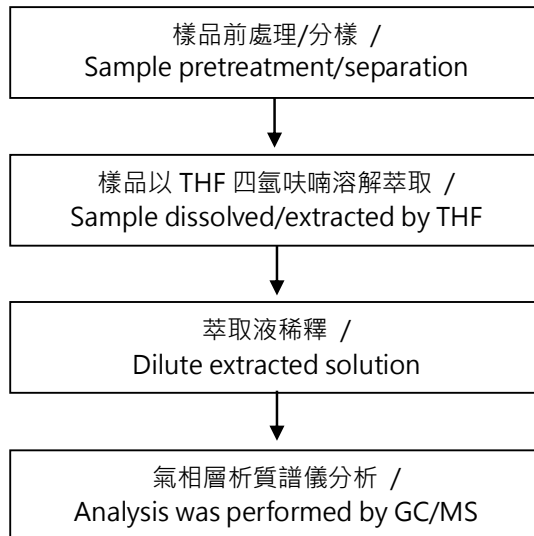 樣品前處理/分樣 /
Sample pretreatment/separation
樣品以 THF 四氫呋喃溶解萃取 /
Sample dissolved/extracted by THF
萃取液稀釋 /
Dilute extracted solution
氣相層析質譜儀分析 /
Analysis was performed by GC/MS